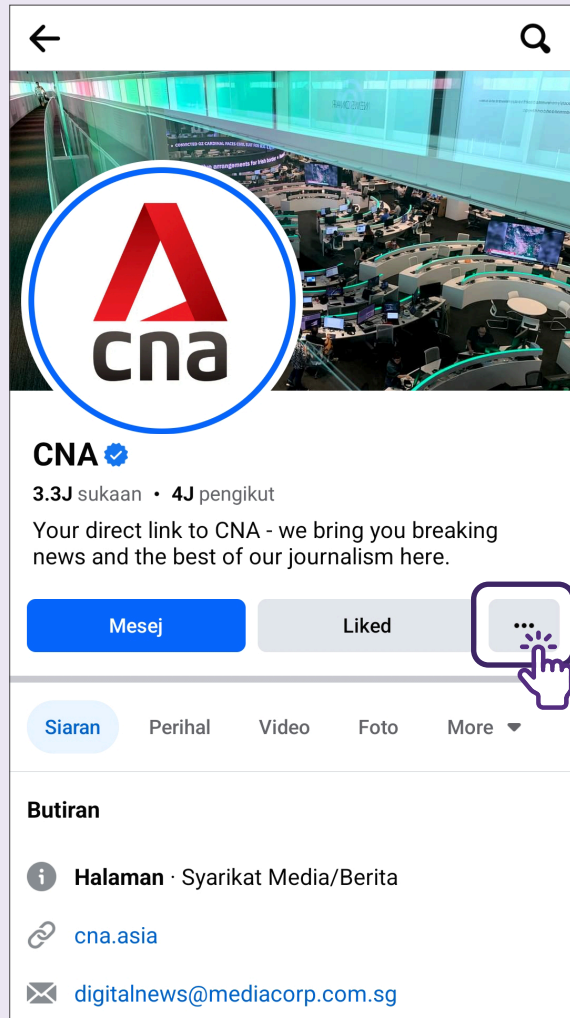 cna
CNA
3.3J sukaan • 4J pengikut
Your direct link to CNA - we bring you breaking
news and the best of our journalism here.
Mesej
Liked
...
Siaran
Perihal
Video
Foto
More
Butiran
Halaman · Syarikat Media/Berita
cna.asia
digitalnews@mediacorp.com.sg